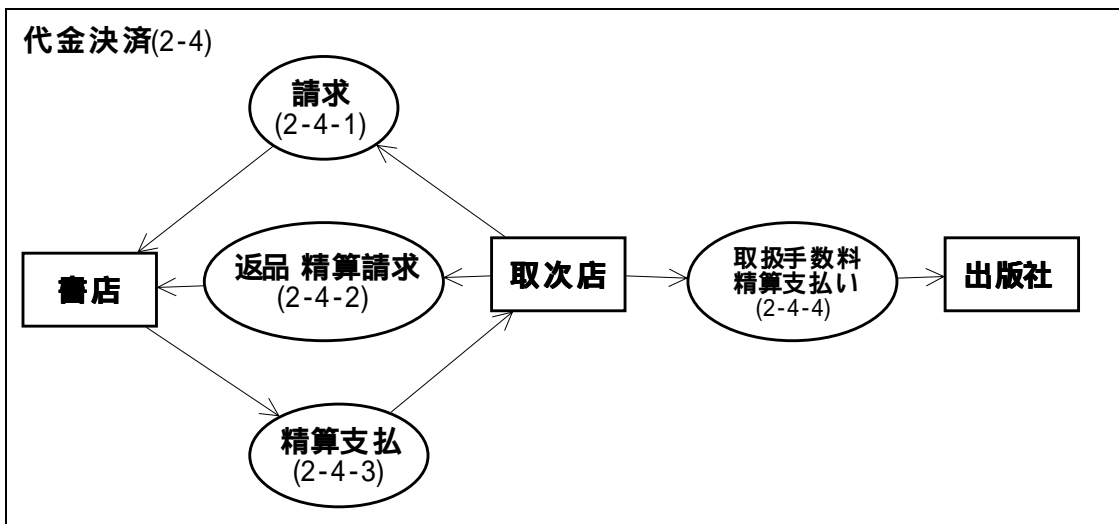 代金決済(2-4)
請求
(2-4-1)
書店
返品 精算請求
(2-4-2)
取次店
取扱手数料
精算支払い
(2-4-4)
出版社
精算支払
(2-4-3)